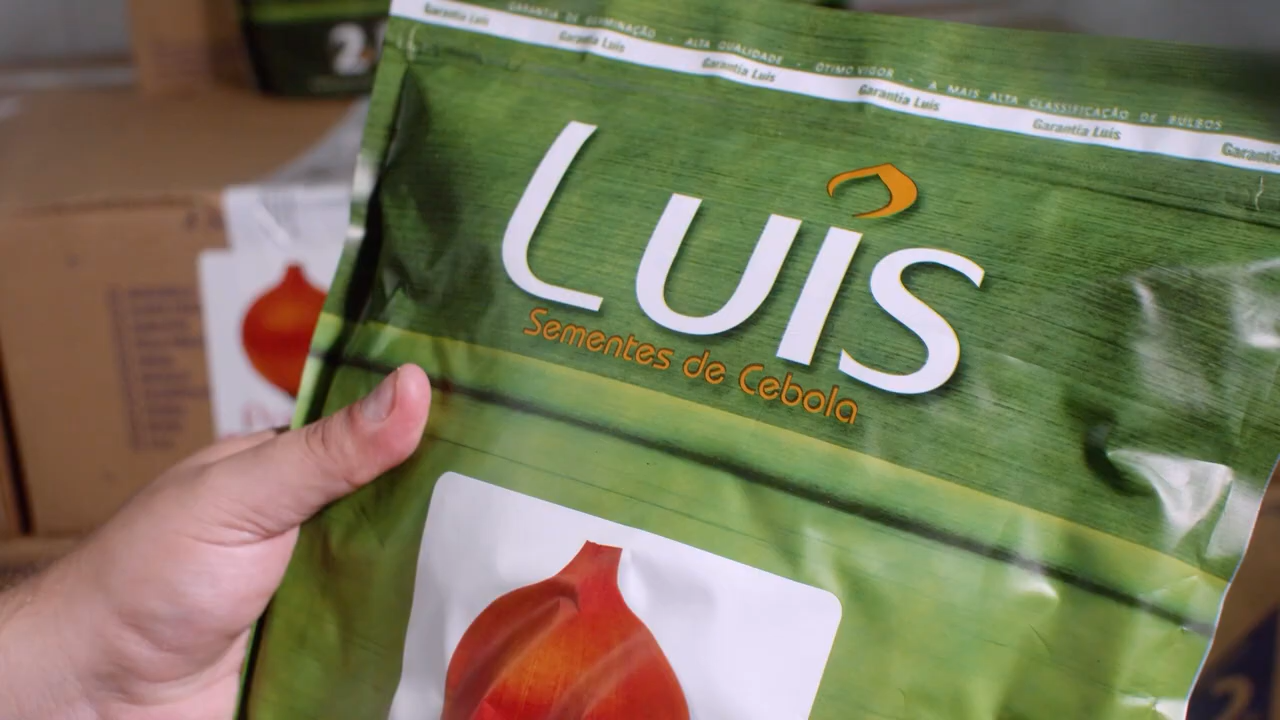 GARANTIA DE GERMINAÇÃO - ALTA QUALIDADE - ÓTIMO VIGOR - A MAIS ALTA CLASSIFICAÇÃO DE BULBOS
Garantia Luis Garantia Luis Garantia Luis Garantia Luis Garantia Luis Garantia
LUIS
Sementes de Cebola